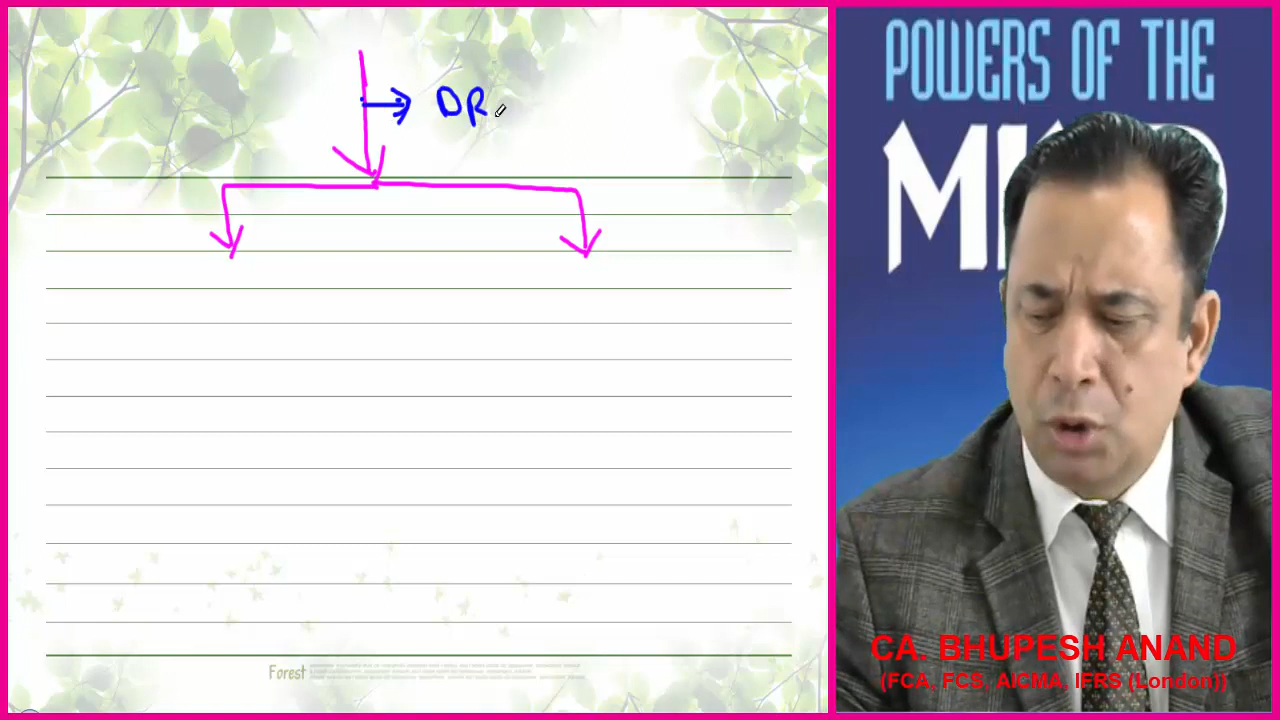 DR
POWERS OF THE
Forest
CA. BHUPESH ANAND
(FCA, FCS, AICMA, IFRS (London))